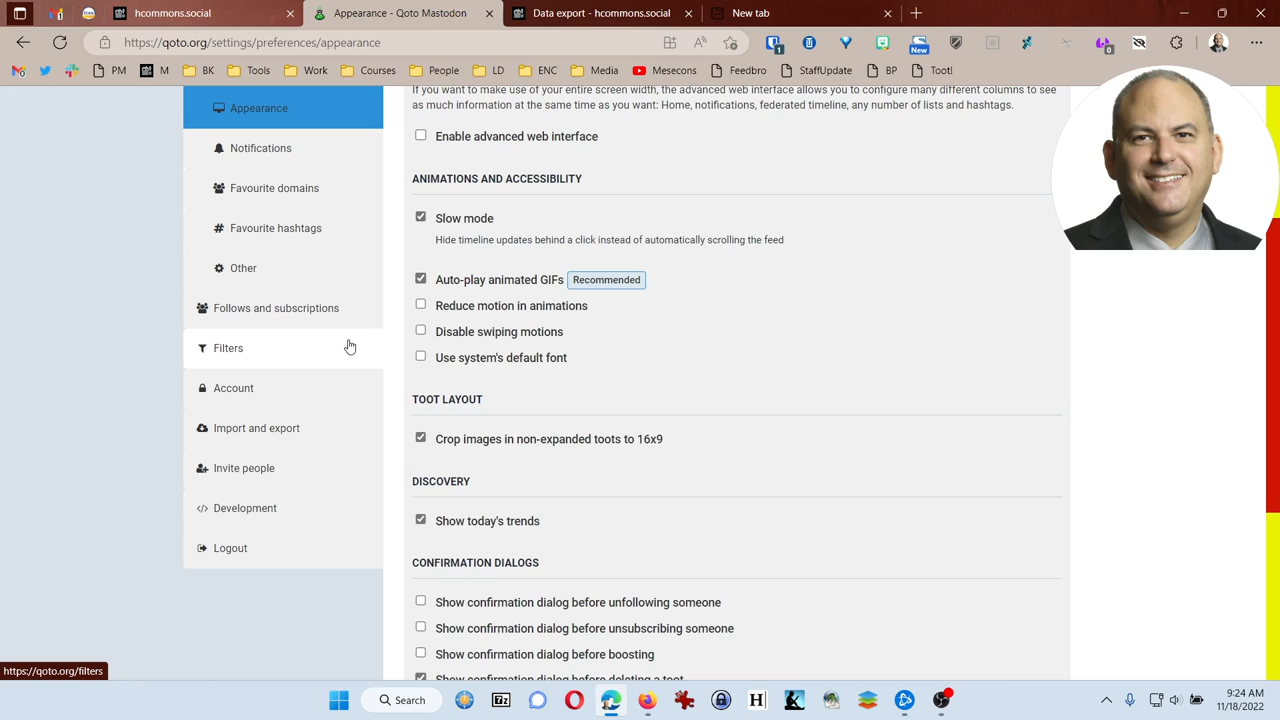 hcommons.social
Appearance - Qoto Mastodon
Data export - hcommons.social
New tab
https://qoto.org/settings/preferences/appearance
1
New
0
PM
M
BK
Tools
Work
Courses
People
LD
ENC
Media
Mesecons
Feedbro
StaffUpdate
BP
Toot!
If you want to make use of your entire screen width, the advanced web interface allows you to configure many different columns to see
as much information at the same time as you want: Home, notifications, federated timeline, any number of lists and hashtags.
Appearance
Notifications
Favourite domains
Favourite hashtags
Other
Follows and subscriptions
Filters
Account
Import and export
Invite people
Development
Logout
Enable advanced web interface
ANIMATIONS AND ACCESSIBILITY
Slow mode
Hide timeline updates behind a click instead of automatically scrolling the feed
Auto-play animated GIFs Recommended
Reduce motion in animations
Disable swiping motions
Use system's default font
TOOT LAYOUT
Crop images in non-expanded toots to 16x9
DISCOVERY
Show today's trends
CONFIRMATION DIALOGS
Show confirmation dialog before unfollowing someone
Show confirmation dialog before unsubscribing someone
Show confirmation dialog before boosting
Show confirmation dialog before deleting a toot
https://qoto.org/filters
Search
9:24 AM
11/18/2022